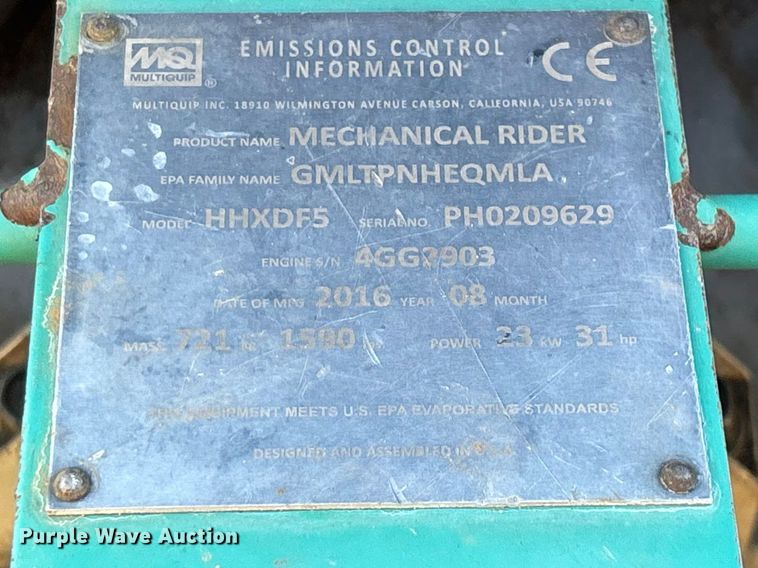 MQ
MULTIQUIP
®
EMISSIONS CONTROL
INFORMATION
CE
MULTIQUIP INC. 18910 WILMINGTON AVENUE CARSON, CALIFORNIA, USA 90746
PRODUCT NAME MECHANICAL RIDER
EPA FAMILY NAME GMLTPNHEQMLA
MODEL HHXDF5 SERIAL NO. PH0209629
ENGINE S/N 4GG2903
DATE OF MFG 2016 YEAR 08 MONTH
MASS 721 KG 1590 POWER 23 KW 31 hp
THIS EQUIPMENT MEETS U.S. EPA EVAPORATIVE STANDARDS
DESIGNED AND ASSEMBLED IN
Purple Wave Auction